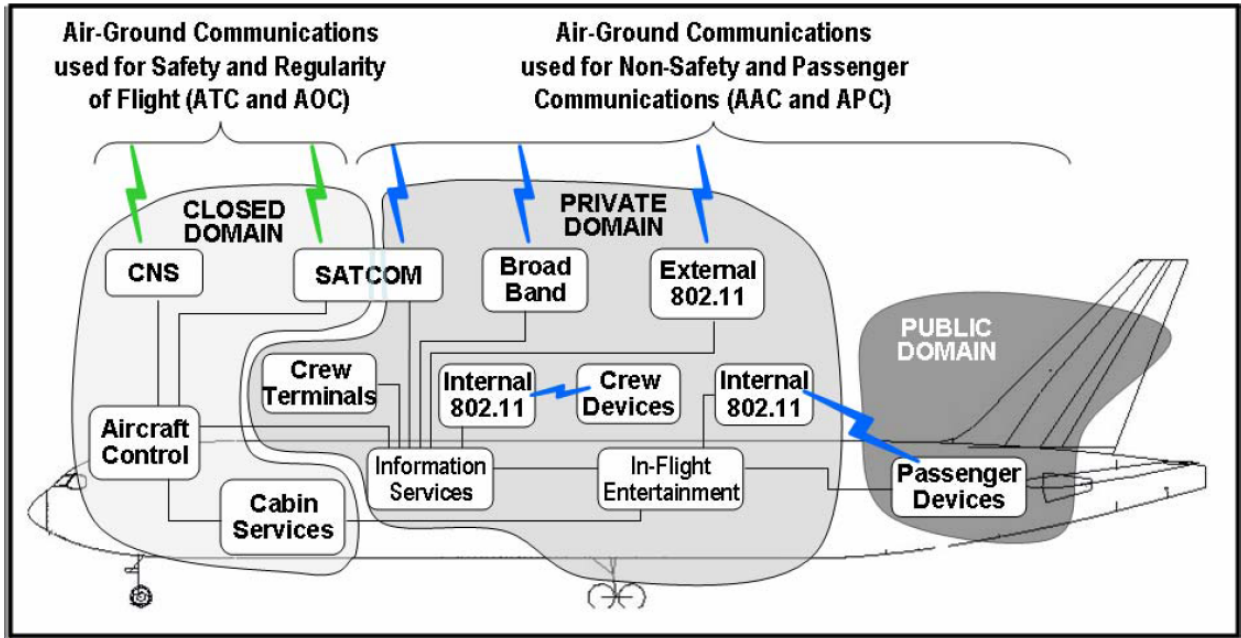 Air-Ground Communications
used for Safety and Regularity
of Flight (ATC and AOC)
Air-Ground Communications
used for Non-Safety and Passenger
Communications (AAC and APC)
CLOSED
DOMAIN
PRIVATE
DOMAIN
CNS
SATCOM
Broad
Band
External
802.11
PUBLIC
DOMAIN
Crew
Terminals
Internal
802.11
Crew
Devices
Internal
802.11
Aircraft
Control
Information
Services
In-Flight
Entertainment
Passenger
Devices
Cabin
Services